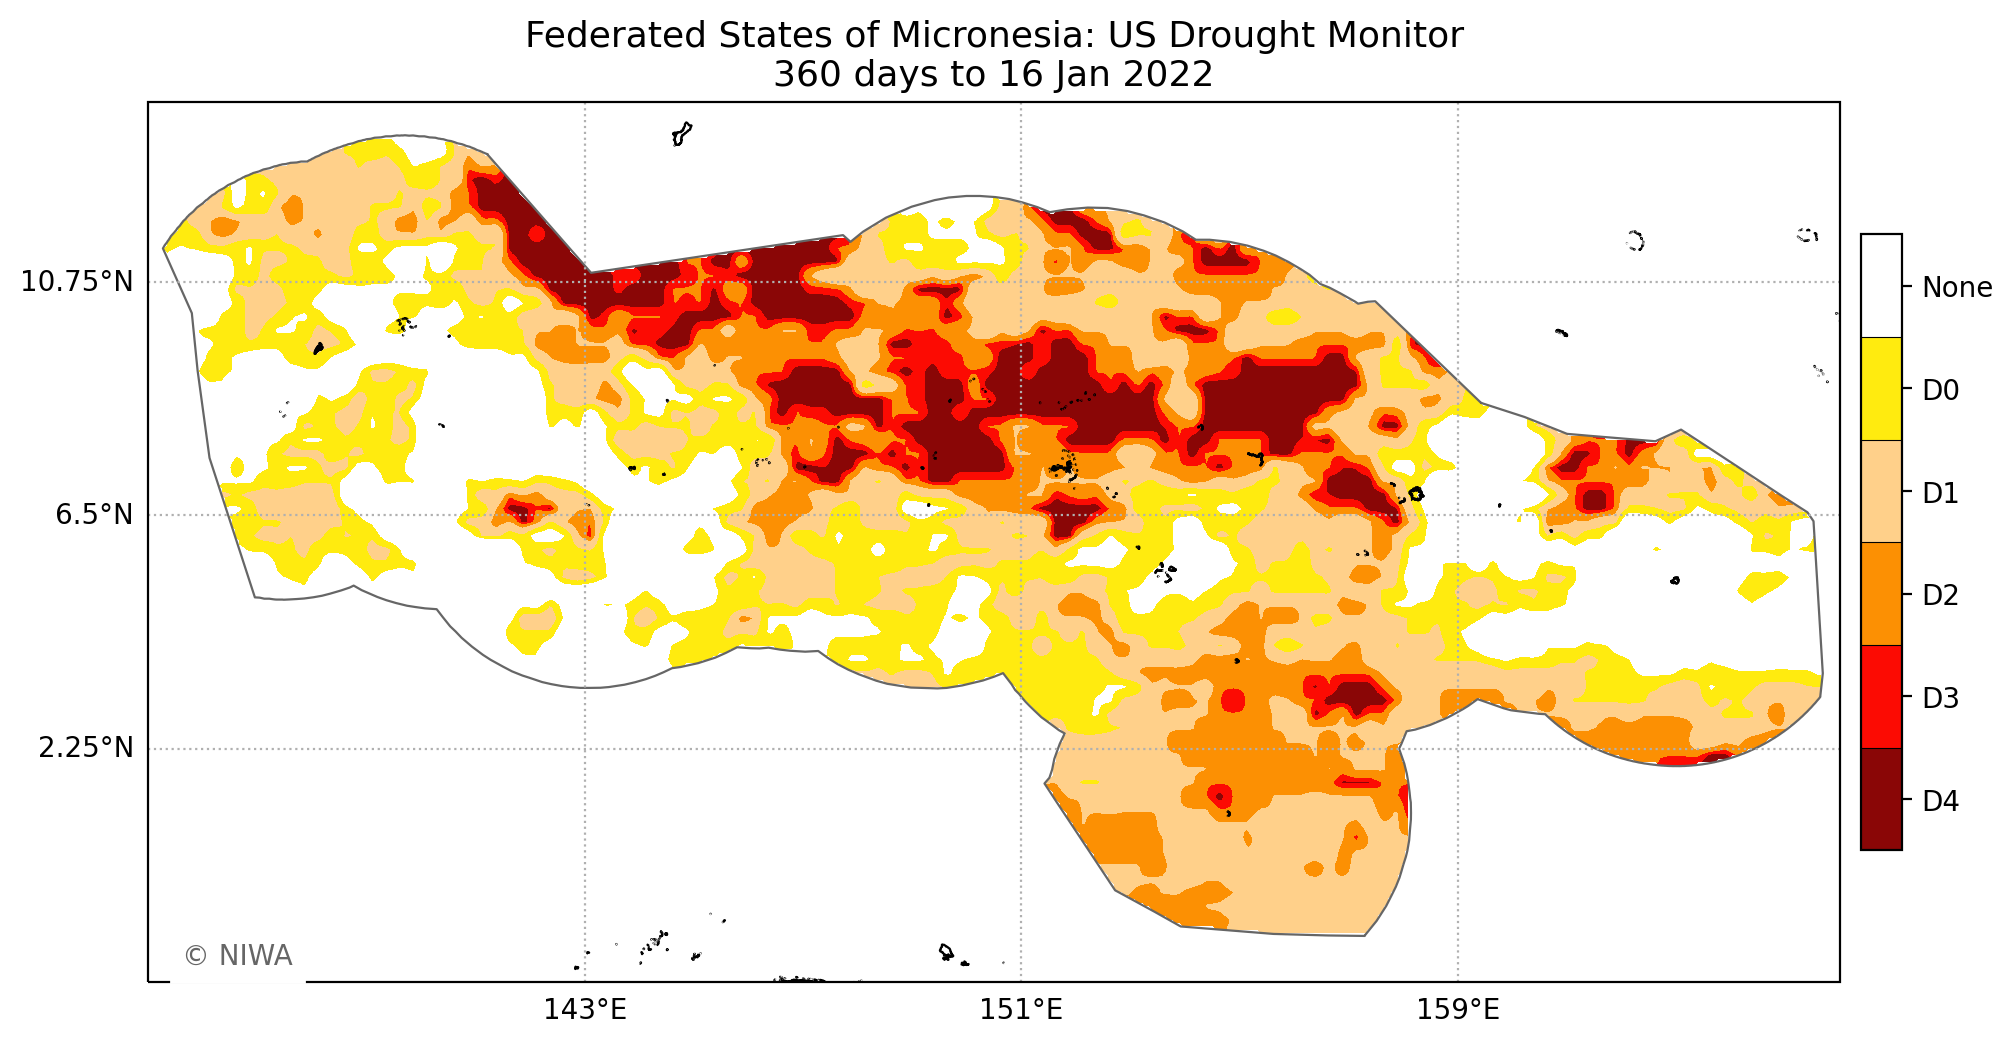 Federated States of Micronesia: US Drought Monitor
360 days to 16 Jan 2022
10.75°N
6.5°N
2.25°N
143°E
151°E
159°E
None
D0
D1
D2
D3
D4
© NIWA